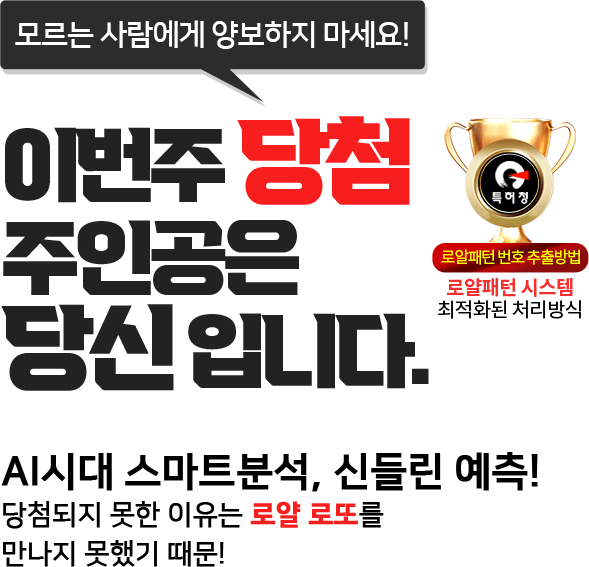 모르는 사람에게 양보하지 마세요!
이번주 당첨
주인공은
당신 입니다.
특허청
로얄패턴 번호 추출방법
로얄패턴 시스템
최적화된 처리방식
AI시대 스마트분석, 신들린 예측!
당첨되지 못한 이유는 로얄 로또를
만나지 못했기 때문!